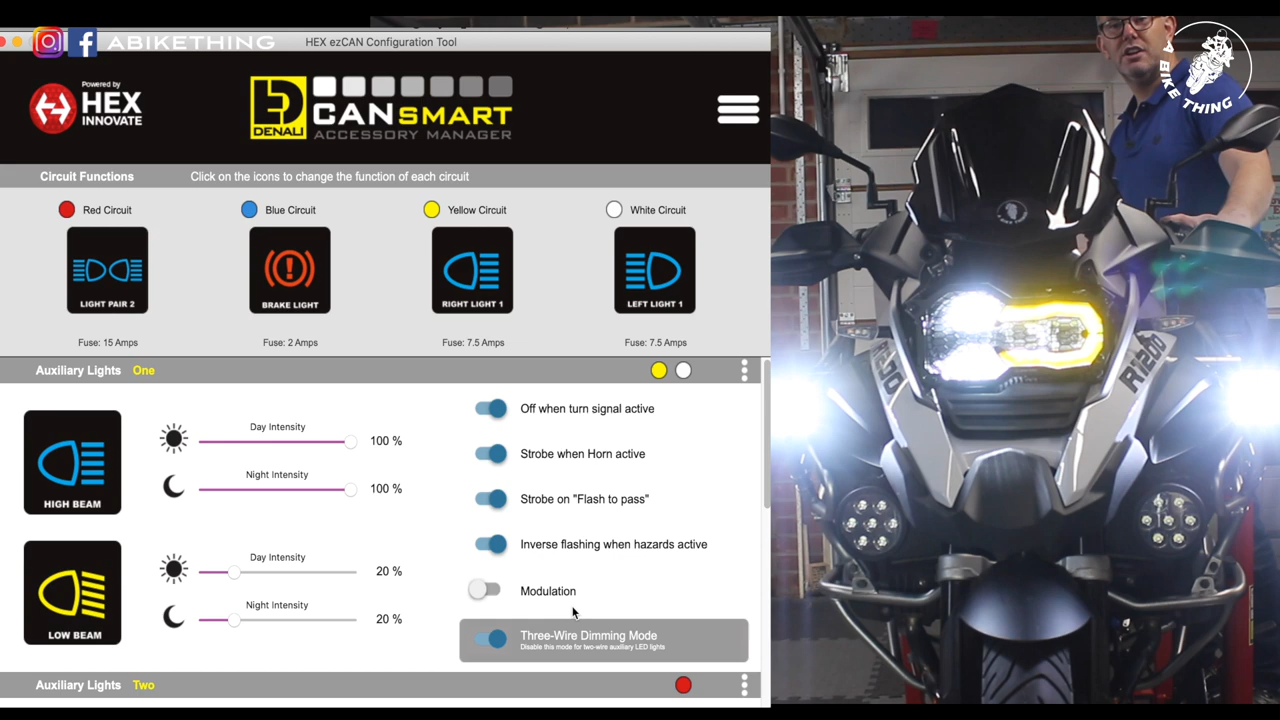 ABIKETHING
HEX ezCAN Configuration Tool
Powered by
HEX
INNOVATE
DENALI
CANSMART
ACCESSORY MANAGER
Circuit Functions
Click on the icons to change the function of each circuit
Red Circuit
Blue Circuit
Yellow Circuit
White Circuit
LIGHT PAIR 2
BRAKE LIGHT
RIGHT LIGHT 1
LEFT LIGHT 1
Fuse: 15 Amps
Fuse: 2 Amps
Fuse: 7.5 Amps
Fuse: 7.5 Amps
Auxiliary Lights One
HIGH BEAM
Day Intensity
100 %
Night Intensity
100 %
LOW BEAM
Day Intensity
20 %
Night Intensity
20 %
Off when turn signal active
Strobe when Horn active
Strobe on "Flash to pass"
Inverse flashing when hazards active
Modulation
Three-Wire Dimming Mode
Disable this mode for two-wire auxiliary LED lights
Auxiliary Lights Two
A BIKE THING
R1200